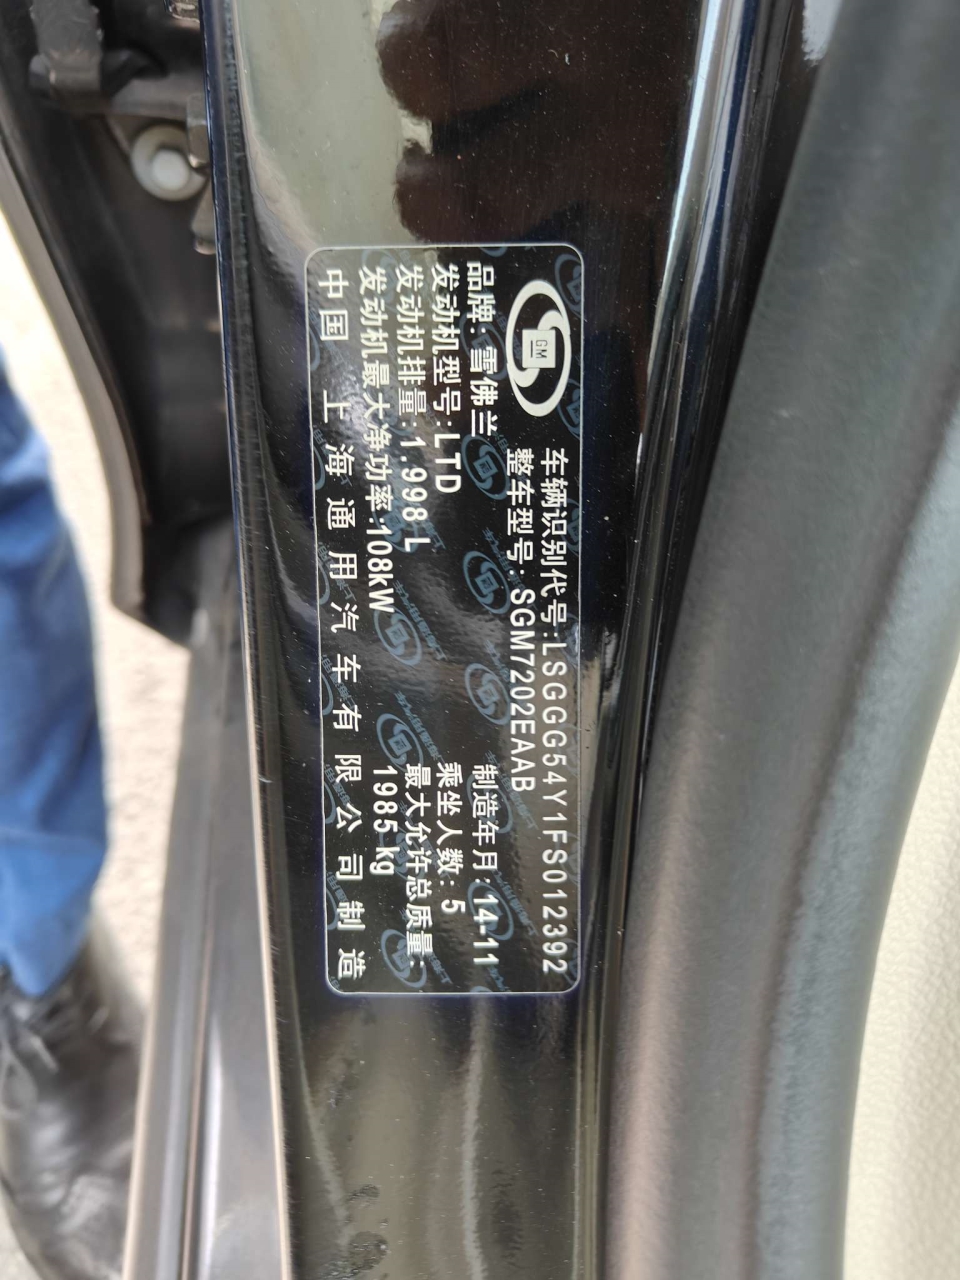 GM
车辆识别代号:LSGGG54Y1FS012392
整车型号:SGM7202EAAB
品牌:雪佛兰 制造年月:14-11
发动机型号:LTD 乘坐人数:5
发动机排量:1.998L 最大允许总质量:
发动机最大净功率:108kW 1985kg
中国 上海通用汽车有限公司制造